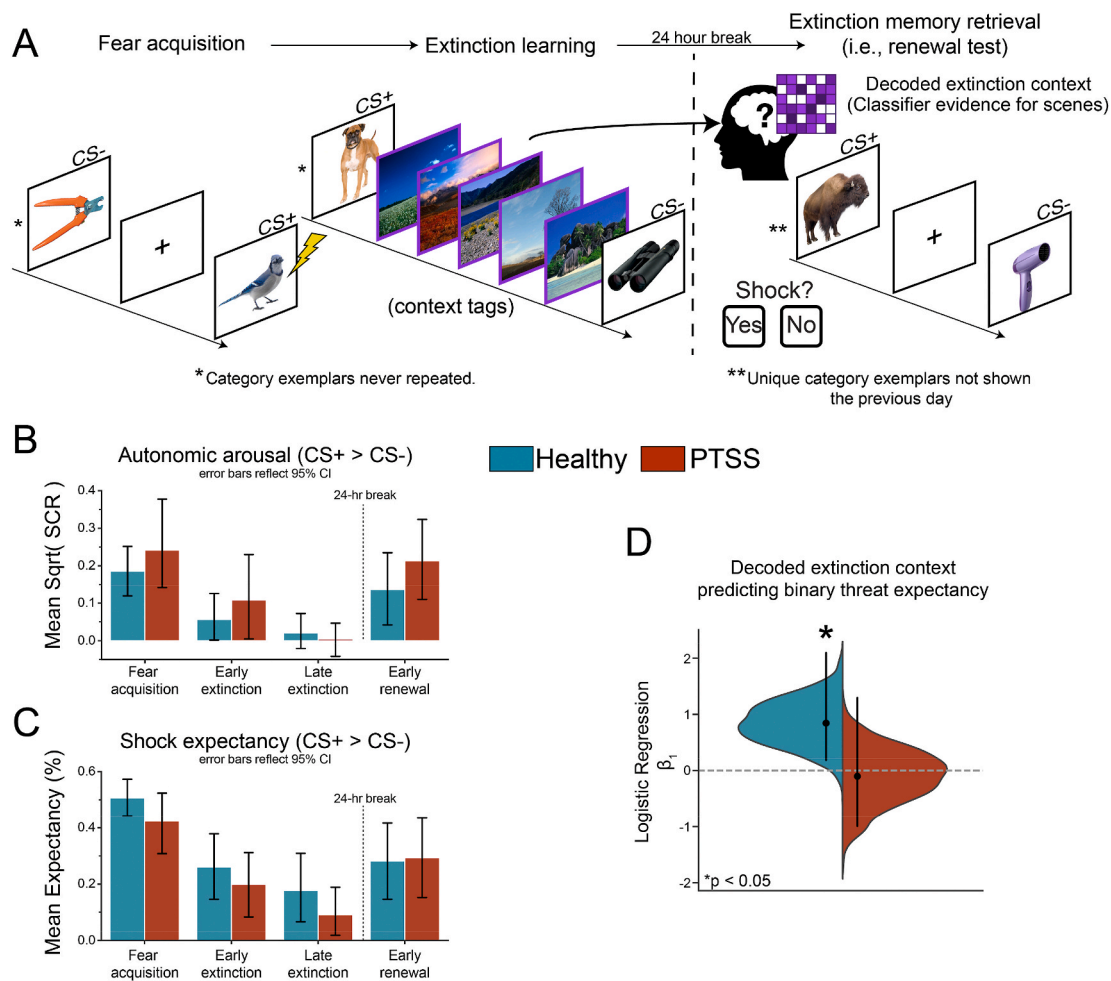 A
Fear acquisition
Extinction learning
24 hour break
Extinction memory retrieval
(i.e., renewal test)
Decoded extinction context
(Classifier evidence for scenes)
?
CS-
*
+
CS+
CS+
*
(context tags)
CS-
CS+
**
+
CS-
Shock?
Yes No
* Category exemplars never repeated.
** Unique category exemplars not shown
the previous day
B
Autonomic arousal (CS+ > CS-)
error bars reflect 95% CI
24-hr break
Mean Sqrt( SCR )
0.4
0.3
0.2
0.1
0.0
Fear
acquisition
Early
extinction
Late
extinction
Early
renewal
Healthy PTSS
C
Shock expectancy (CS+ > CS-)
error bars reflect 95% CI
24-hr break
Mean Expectancy (%)
0.6
0.4
0.2
0.0
Fear
acquisition
Early
extinction
Late
extinction
Early
renewal
D
Decoded extinction context
predicting binary threat expectancy
*
Logistic Regression
β1
2
1
0
-1
-2
*p < 0.05